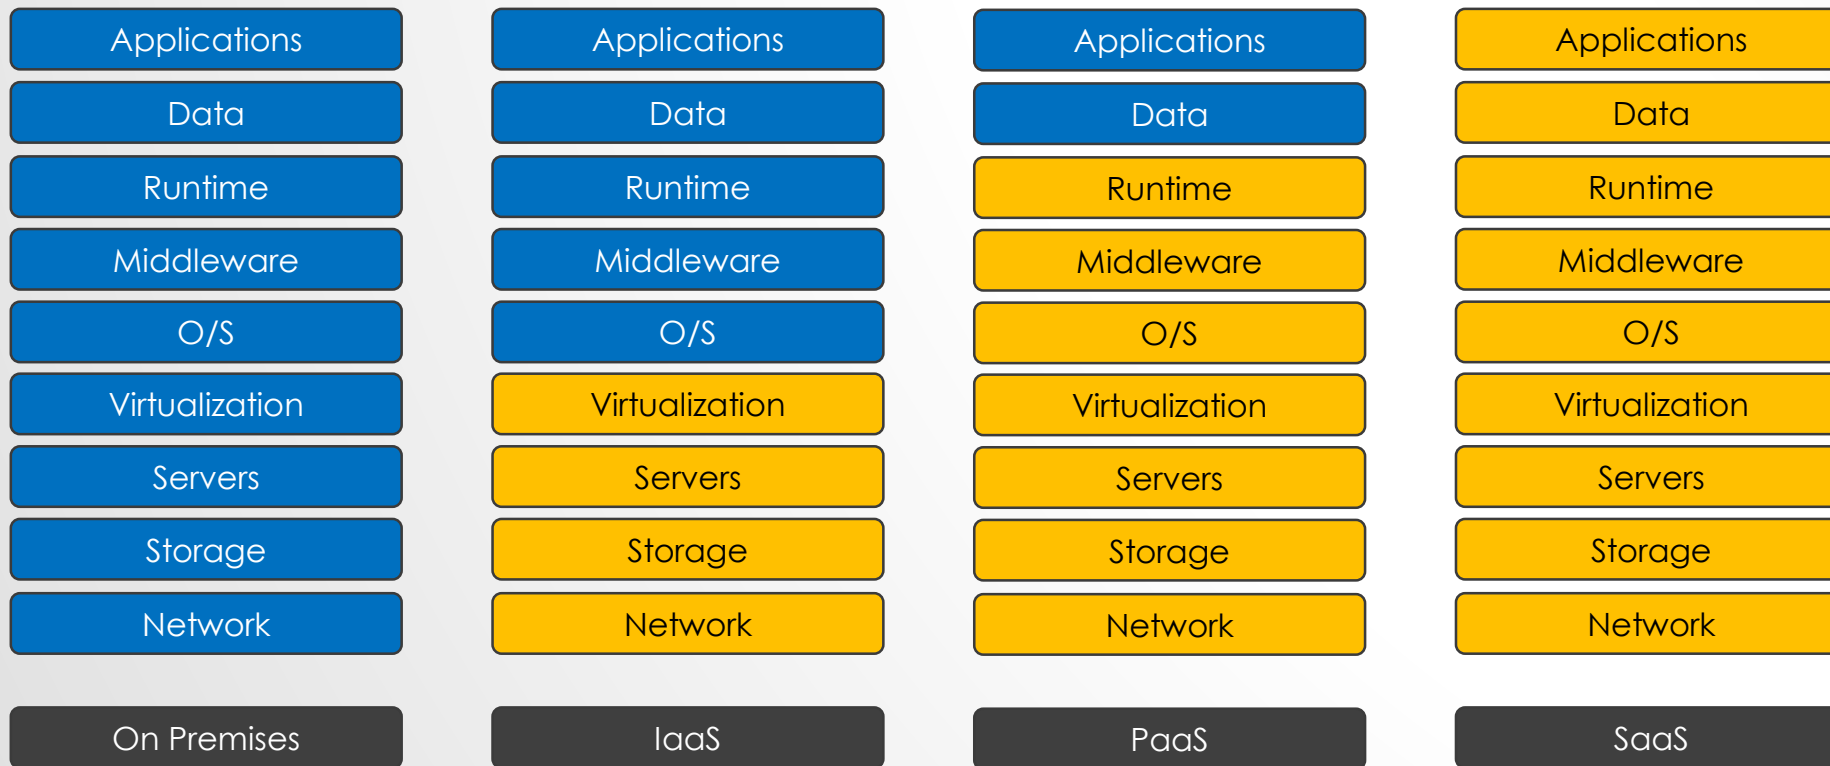 Applications
Data
Runtime
Middleware
O/S
Virtualization
Servers
Storage
Network
On Premises
Applications
Data
Runtime
Middleware
O/S
Virtualization
Servers
Storage
Network
IaaS
Applications
Data
Runtime
Middleware
O/S
Virtualization
Servers
Storage
Network
PaaS
Applications
Data
Runtime
Middleware
O/S
Virtualization
Servers
Storage
Network
SaaS